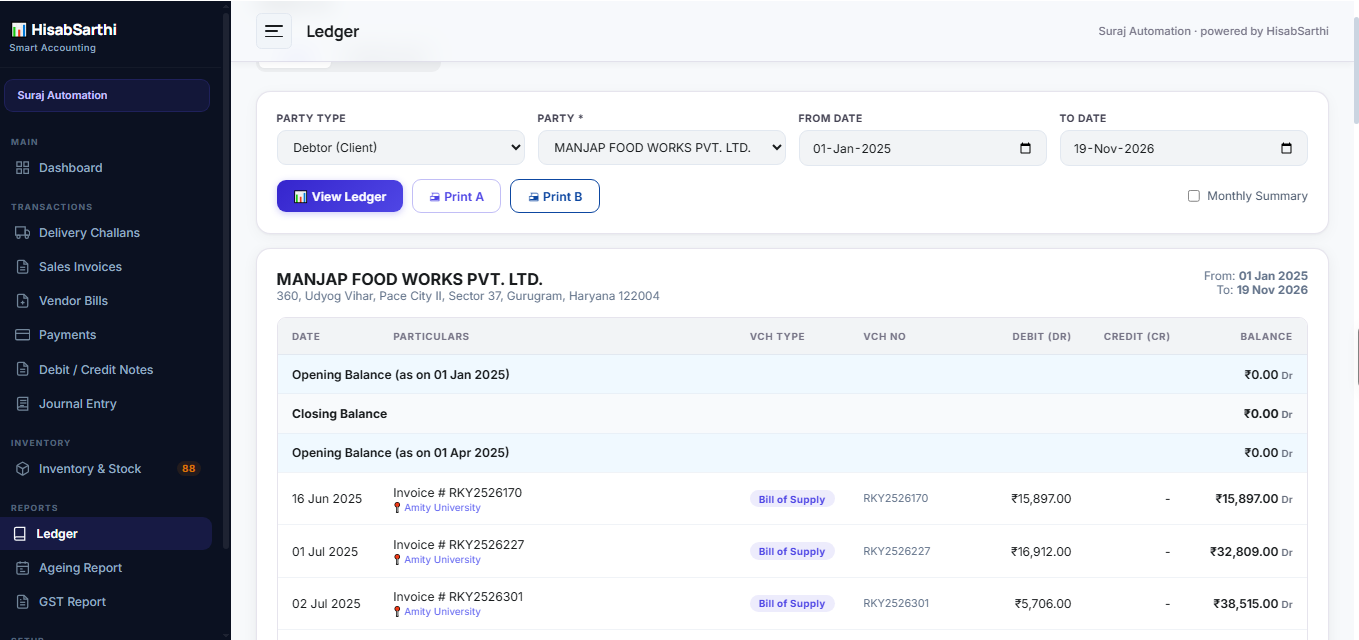 HisabSarthi
Smart Accounting
Suraj Automation
MAIN
Dashboard
TRANSACTIONS
Delivery Challans
Sales Invoices
Vendor Bills
Payments
Debit / Credit Notes
Journal Entry
INVENTORY
Inventory & Stock 88
REPORTS
Ledger
Ageing Report
GST Report
Ledger
Suraj Automation · powered by HisabSarthi
PARTY TYPE PARTY * FROM DATE TO DATE
Debtor (Client) MANJAP FOOD WORKS PVT. LTD. 01-Jan-2025 19-Nov-2026
View Ledger Print A Print B Monthly Summary
MANJAP FOOD WORKS PVT. LTD.
360, Udyog Vihar, Pace City II, Sector 37, Gurugram, Haryana 122004
From: 01 Jan 2025
To: 19 Nov 2026
DATE PARTICULARS VCH TYPE VCH NO DEBIT (DR) CREDIT (CR) BALANCE
Opening Balance (as on 01 Jan 2025) ₹0.00 Dr
Closing Balance ₹0.00 Dr
Opening Balance (as on 01 Apr 2025) ₹0.00 Dr
16 Jun 2025 Invoice # RKY2526170 Bill of Supply RKY2526170 ₹15,897.00 - ₹15,897.00 Dr
Amity University
01 Jul 2025 Invoice # RKY2526227 Bill of Supply RKY2526227 ₹16,912.00 - ₹32,809.00 Dr
Amity University
02 Jul 2025 Invoice # RKY2526301 Bill of Supply RKY2526301 ₹5,706.00 - ₹38,515.00 Dr
Amity University